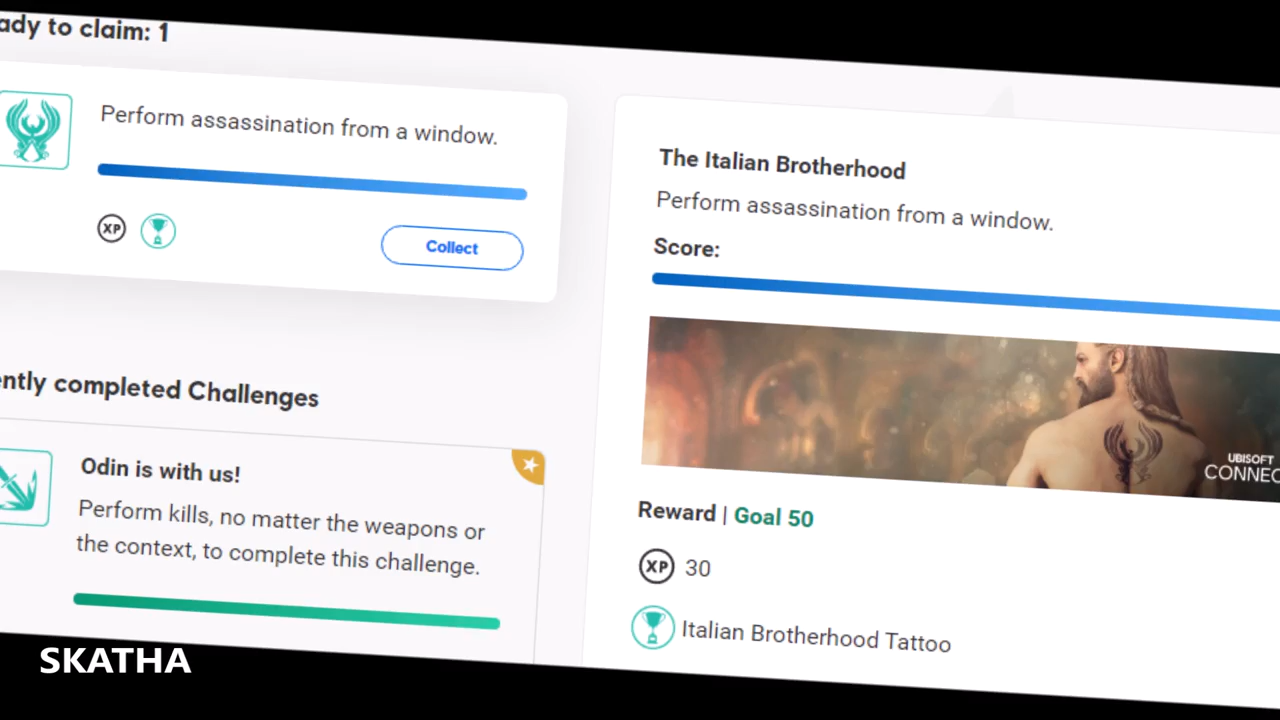 ady to claim: 1
Perform assassination from a window.
XP
Collect
ently completed Challenges
Odin is with us!
Perform kills, no matter the weapons or
the context, to complete this challenge.
The Italian Brotherhood
Perform assassination from a window.
Score:
UBISOFT
CONNEC
Reward | Goal 50
XP 30
Italian Brotherhood Tattoo
SKATHA